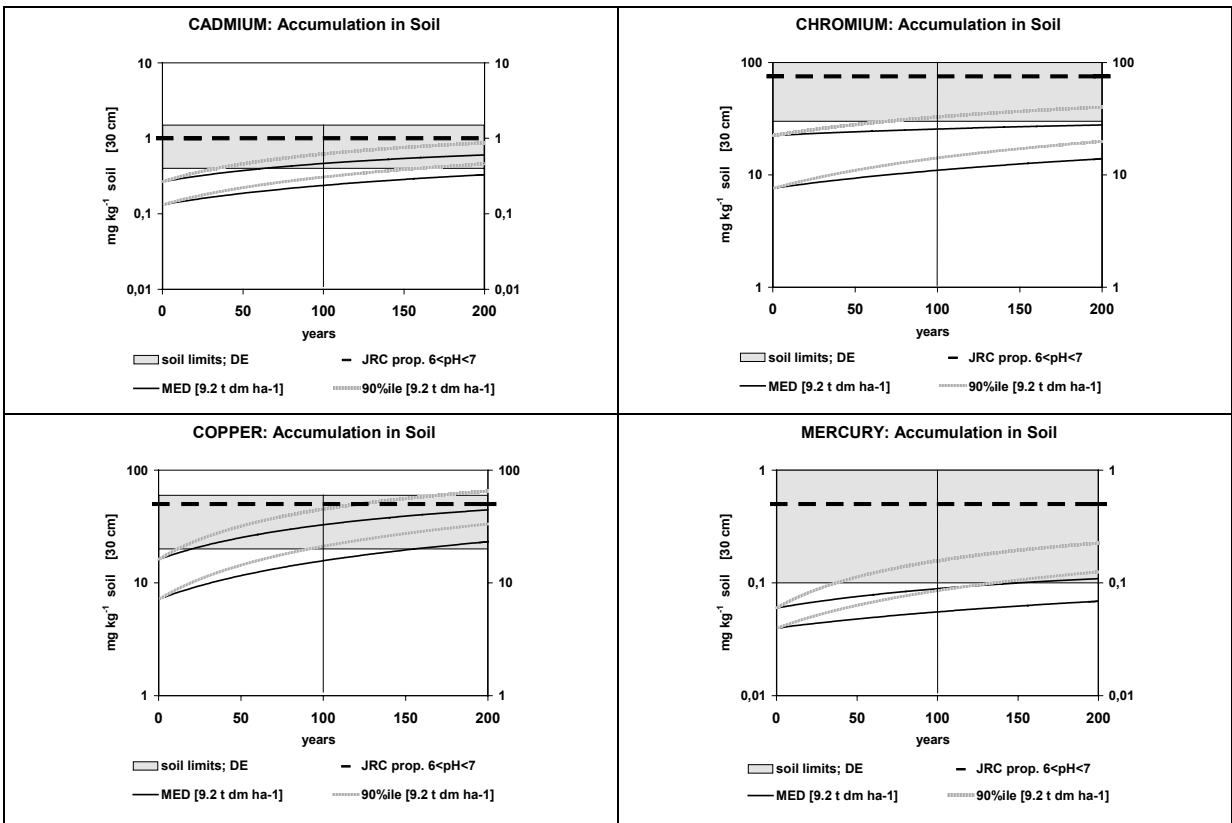 CADMIUM: Accumulation in Soil
mg kg-1 soil [30 cm]
10
1
0,1
0,01
10
1
0,1
0,01
0 50 100 150 200
years
soil limits; DE JRC prop. 6<pH<7
MED [9.2 t dm ha-1] 90%ile [9.2 t dm ha-1]
CHROMIUM: Accumulation in Soil
mg kg-1 soil [30 cm]
100
10
1
100
10
1
0 50 100 150 200
years
soil limits; DE JRC prop. 6<pH<7
MED [9.2 t dm ha-1] 90%ile [9.2 t dm ha-1]
COPPER: Accumulation in Soil
mg kg-1 soil [30 cm]
100
10
1
100
10
1
0 50 100 150 200
years
soil limits; DE JRC prop. 6<pH<7
MED [9.2 t dm ha-1] 90%ile [9.2 t dm ha-1]
MERCURY: Accumulation in Soil
mg kg-1 soil [30 cm]
1
0,1
0,01
1
0,1
0,01
0 50 100 150 200
years
soil limits; DE JRC prop. 6<pH<7
MED [9.2 t dm ha-1] 90%ile [9.2 t dm ha-1]